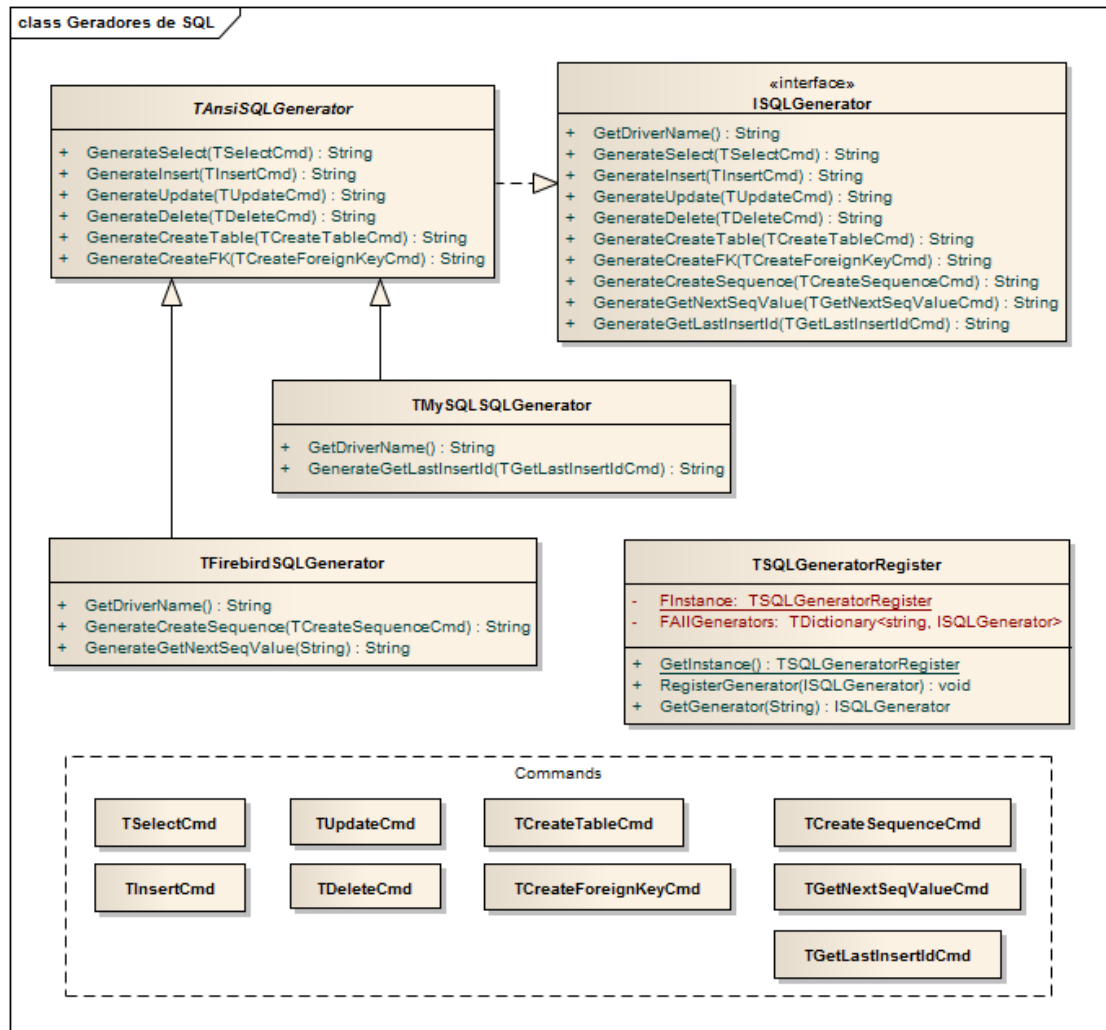 class Geradores de SQL
TAnsiSQLGenerator
+ GenerateSelect(TSelectCmd) : String
+ GenerateInsert(TInsertCmd) : String
+ GenerateUpdate(TUpdateCmd) : String
+ GenerateDelete(TDeleteCmd) : String
+ GenerateCreateTable(TCreateTableCmd) : String
+ GenerateCreateFK(TCreateForeignKeyCmd) : String
«interface»
ISQLGenerator
+ GetDriverName() : String
+ GenerateSelect(TSelectCmd) : String
+ GenerateInsert(TInsertCmd) : String
+ GenerateUpdate(TUpdateCmd) : String
+ GenerateDelete(TDeleteCmd) : String
+ GenerateCreateTable(TCreateTableCmd) : String
+ GenerateCreateFK(TCreateForeignKeyCmd) : String
+ GenerateCreateSequence(TCreateSequenceCmd) : String
+ GenerateGetNextSeqValue(TGetNextSeqValueCmd) : String
+ GenerateGetLastInsertId(TGetLastInsertIdCmd) : String
TMySQLSQLGenerator
+ GetDriverName() : String
+ GenerateGetLastInsertId(TGetLastInsertIdCmd) : String
TFirebirdSQLGenerator
+ GetDriverName() : String
+ GenerateCreateSequence(TCreateSequenceCmd) : String
+ GenerateGetNextSeqValue(String) : String
TSQLGeneratorRegister
- FInstance: TSQLGeneratorRegister
- FAllGenerators: TDictionary<string, ISQLGenerator>
+ GetInstance() : TSQLGeneratorRegister
+ RegisterGenerator(ISQLGenerator) : void
+ GetGenerator(String) : ISQLGenerator
Commands
TSelectCmd
TUpdateCmd
TCreateTableCmd
TCreateSequenceCmd
TInsertCmd
TDeleteCmd
TCreateForeignKeyCmd
TGetNextSeqValueCmd
TGetLastInsertIdCmd